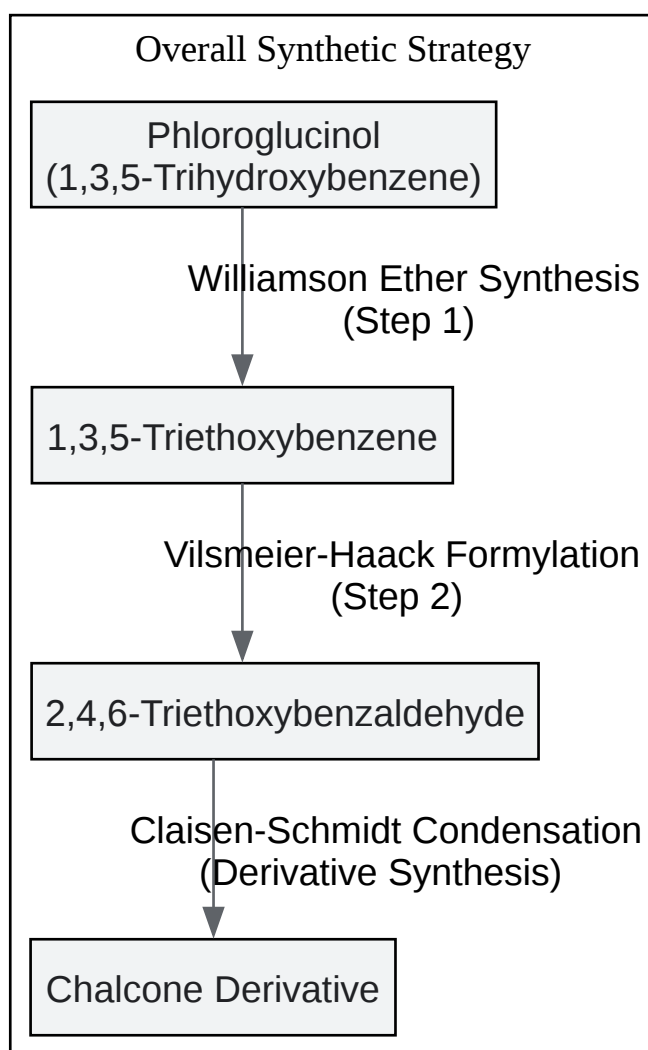 Overall Synthetic Strategy
Phloroglucinol
(1,3,5-Trihydroxybenzene)
Williamson Ether Synthesis
(Step 1)
1,3,5-Triethoxybenzene
Vilsmeier-Haack Formylation
(Step 2)
2,4,6-Triethoxybenzaldehyde
Claisen-Schmidt Condensation
(Derivative Synthesis)
Chalcone Derivative